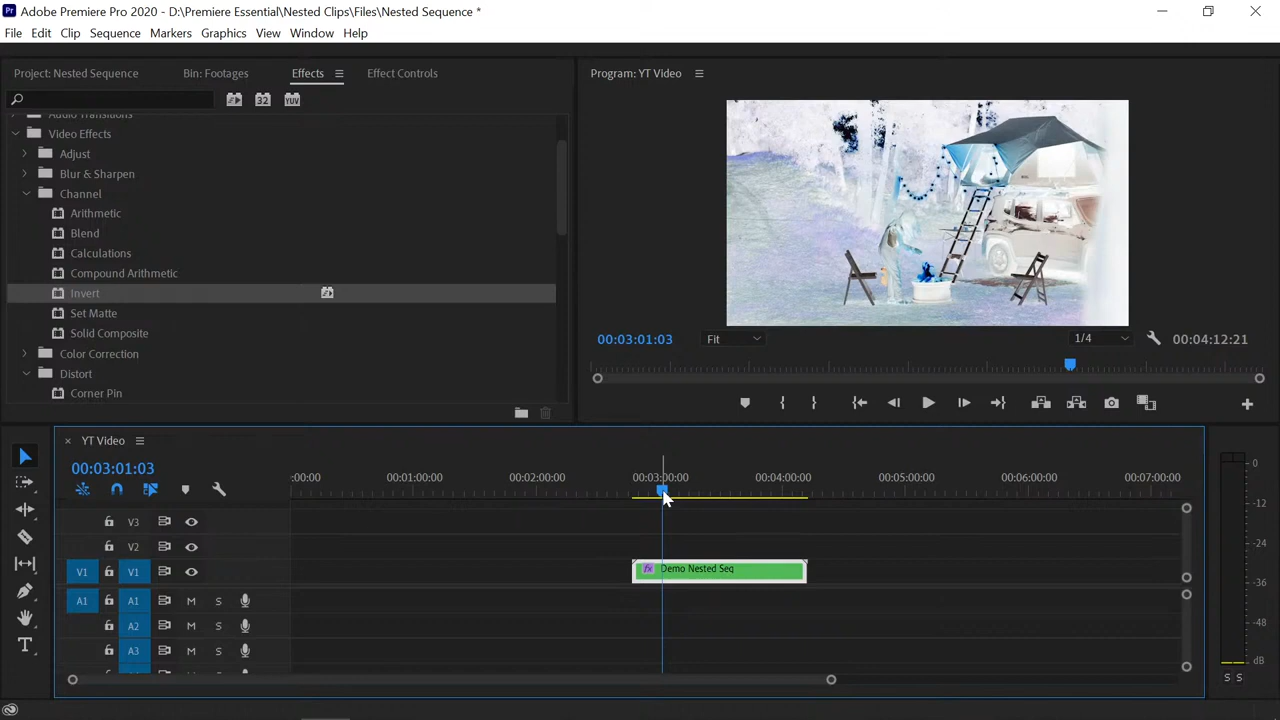 Adobe Premiere Pro 2020 - D:\Premiere Essential\Nested Clips\Files\Nested Sequence *
File Edit Clip Sequence Markers Graphics View Window Help
Project: Nested Sequence Bin: Footages Effects Effect Controls
Program: YT Video
32 YUV
Audio Transitions
Video Effects
Adjust
Blur & Sharpen
Channel
Arithmetic
Blend
Calculations
Compound Arithmetic
Invert
Set Matte
Solid Composite
Color Correction
Distort
Corner Pin
00:03:01:03 Fit 1/4 00:04:12:21
YT Video
00:03:01:03
:00:00 00:01:00:00 00:02:00:00 00:03:00:00 00:04:00:00 00:05:00:00 00:06:00:00 00:07:00:00
V3
V2
V1 V1 fx Demo Nested Seq
A1 A1 M S
A2 M S
A3 M S
0
-12
-24
-36
-48
dB
S S